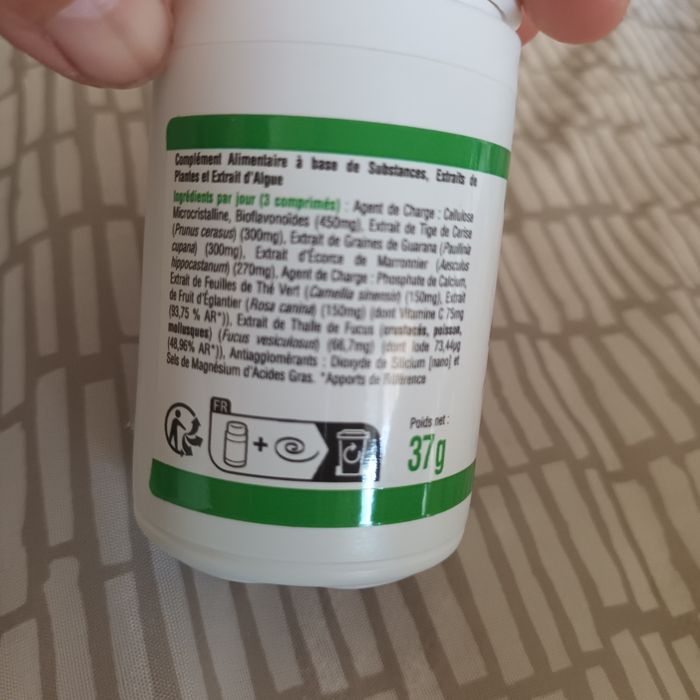 Complément Alimentaire à base de Substances, Extraits de
Plantes et Extrait d'Algue
Ingrédients par jour (3 comprimés) : Agent de Charge : Cellulose
Microcristalline, Bioflavonoïdes (450mg), Extrait de Tige de Cerise
(Prunus cerasus) (300mg), Extrait de Graines de Guarana (Paullinia
cupana) (300mg), Extrait d'Écorce de Marronnier (Aesculus
hippocastanum) (270mg), Agent de Charge : Phosphate de Calcium,
Extrait de Feuilles de Thé Vert (Camellia sinensis) (150mg), Extrait
de Fruit d'Églantier (Rosa canina) (150mg) (dont Vitamine C 75mg
(93,75 % AR*)), Extrait de Thalle de Fucus (crustacés, poisson,
mollusques) (Fucus vesiculosus) (66,7mg) (dont Iode 73,44µg
(48,96% AR*)), Antiagglomérants : Dioxyde de Silicium [nano] et
Sels de Magnésium d'Acides Gras. *Apports de Référence
FR
Poids net :
37g